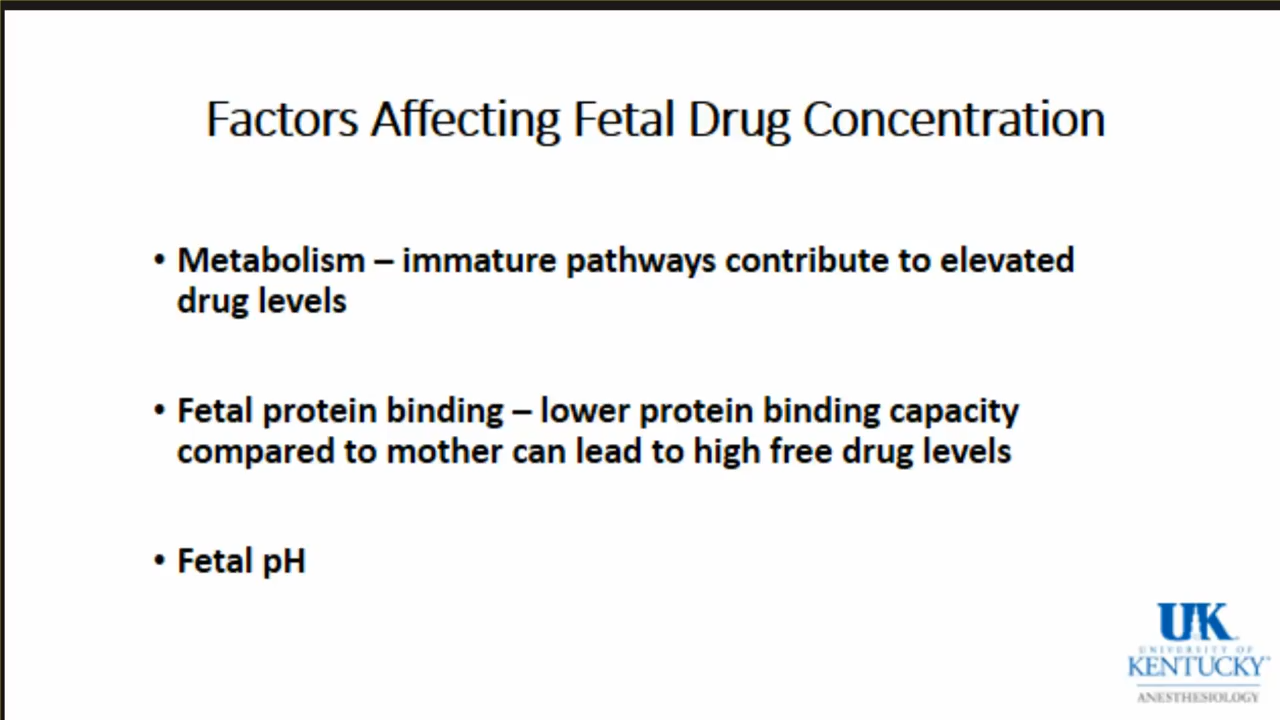 Factors Affecting Fetal Drug Concentration
• Metabolism – immature pathways contribute to elevated
drug levels
• Fetal protein binding – lower protein binding capacity
compared to mother can lead to high free drug levels
• Fetal pH
UK
UNIVERSITY OF
KENTUCKY
ANESTHESIOLOGY